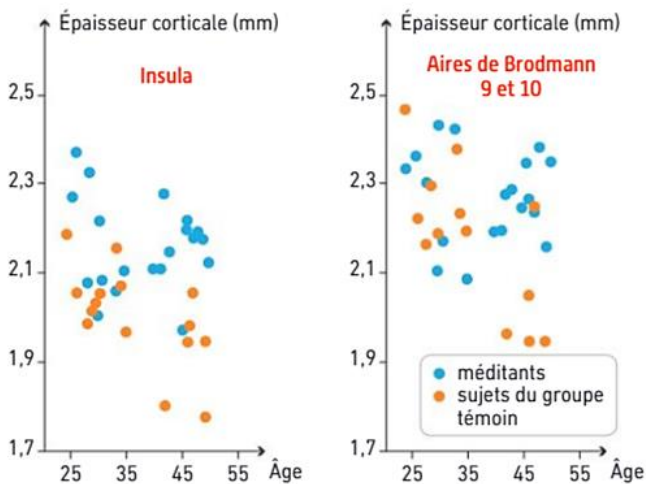 Épaisseur corticale (mm)
Insula
2,5
2,3
2,1
1,9
1,7
25 35 45 55 Âge
Épaisseur corticale (mm)
Aires de Brodmann
9 et 10
2,5
2,3
2,1
1,9
1,7
méditants
sujets du groupe
témoin
25 35 45 55 Âge